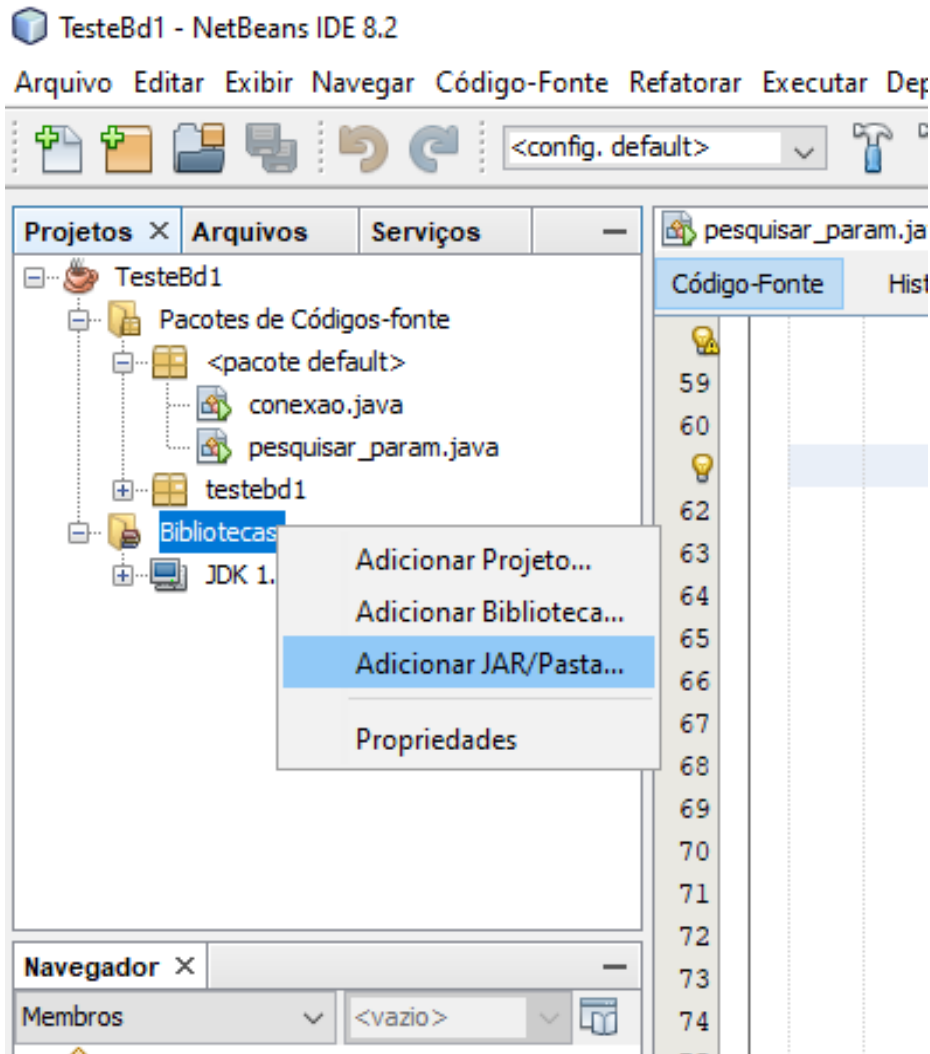 TesteBd1 - NetBeans IDE 8.2
Arquivo Editar Exibir Navegar Código-Fonte Refatorar Executar Dep
<config. default>
Projetos Arquivos Serviços
pesquisar_param.ja
TesteBd1
Código-Fonte Hist
Pacotes de Códigos-fonte
<pacote default>
conexao.java
pesquisar_param.java
testebd1
Bibliotecas
JDK 1.
Adicionar Projeto...
Adicionar Biblioteca...
Adicionar JAR/Pasta...
Propriedades
59
60
62
63
64
65
66
67
68
69
70
71
72
73
74
Navegador
Membros <vazio>